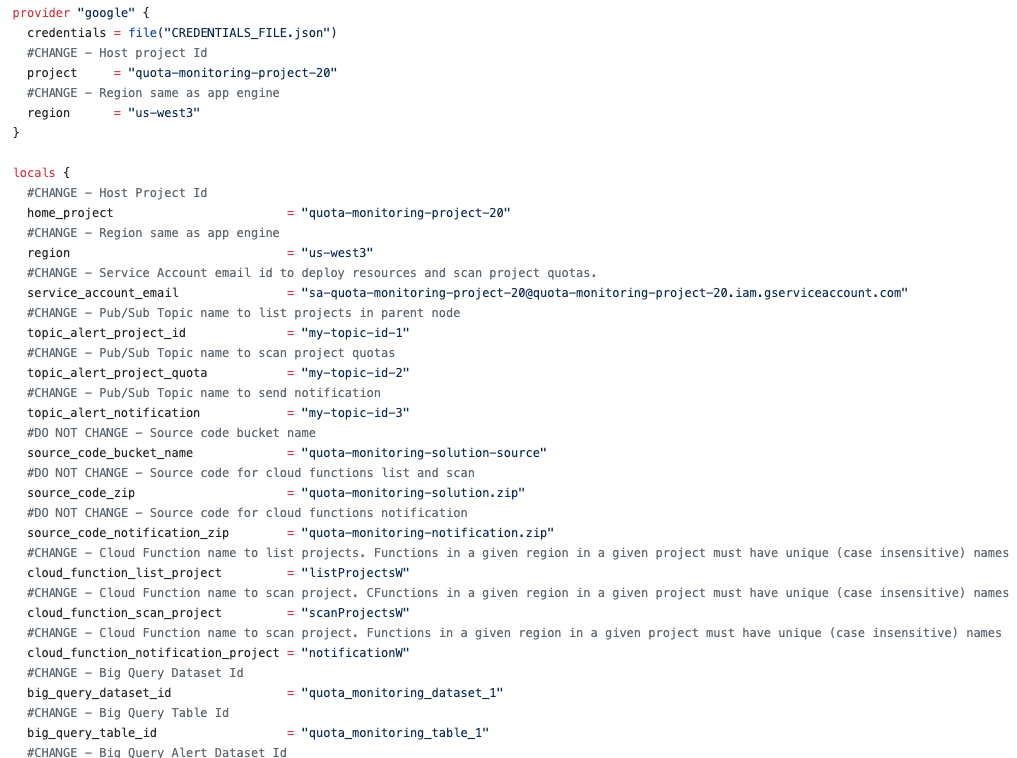 provider "google" {
credentials = file("CREDENTIALS_FILE.json")
#CHANGE - Host project Id
project = "quota-monitoring-project-20"
#CHANGE - Region same as app engine
region = "us-west3"
}
locals {
#CHANGE - Host Project Id
home_project = "quota-monitoring-project-20"
#CHANGE - Region same as app engine
region = "us-west3"
#CHANGE - Service Account email id to deploy resources and scan project quotas.
service_account_email = "sa-quota-monitoring-project-20@quota-monitoring-project-20.iam.gserviceaccount.com"
#CHANGE - Pub/Sub Topic name to list projects in parent node
topic_alert_project_id = "my-topic-id-1"
#CHANGE - Pub/Sub Topic name to scan project quotas
topic_alert_project_quota = "my-topic-id-2"
#CHANGE - Pub/Sub Topic name to send notification
topic_alert_notification = "my-topic-id-3"
#DO NOT CHANGE - Source code bucket name
source_code_bucket_name = "quota-monitoring-solution-source"
#DO NOT CHANGE - Source code for cloud functions list and scan
source_code_zip = "quota-monitoring-solution.zip"
#DO NOT CHANGE - Source code for cloud functions notification
source_code_notification_zip = "quota-monitoring-notification.zip"
#CHANGE - Cloud Function name to list projects. Functions in a given region in a given project must have unique (case insensitive) names
cloud_function_list_project = "listProjectsW"
#CHANGE - Cloud Function name to scan project. CFunctions in a given region in a given project must have unique (case insensitive) names
cloud_function_scan_project = "scanProjectsW"
#CHANGE - Cloud Function name to scan project. Functions in a given region in a given project must have unique (case insensitive) names
cloud_function_notification_project = "notificationW"
#CHANGE - Big Query Dataset Id
big_query_dataset_id = "quota_monitoring_dataset_1"
#CHANGE - Big Query Table Id
big_query_table_id = "quota_monitoring_table_1"
#CHANGE - Big Query Alert Dataset Id